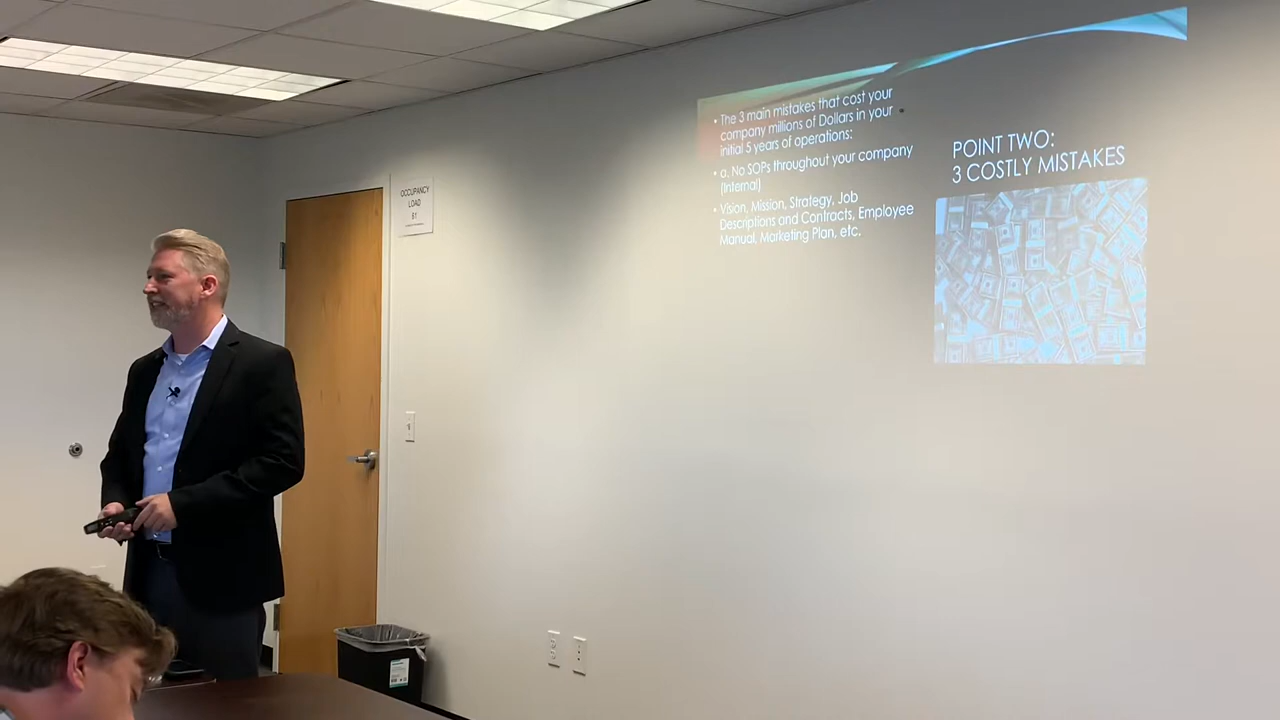 OCCUPANCY
LOAD
51
• The 3 main mistakes that cost your
company millions of Dollars in your
initial 5 years of operations:
• a. No SOPs throughout your company
(Internal)
• Vision, Mission, Strategy, Job
Descriptions and Contracts, Employee
Manual, Marketing Plan, etc.
POINT TWO:
3 COSTLY MISTAKES